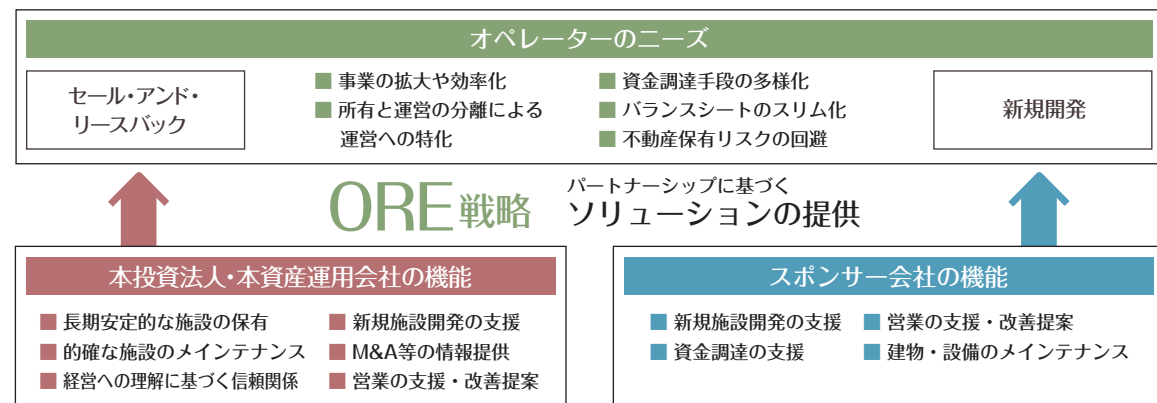 オペレーターのニーズ
セール・アンド・
リースバック
■ 事業の拡大や効率化
■ 所有と運営の分離による
運営への特化
■ 資金調達手段の多様化
■ バランスシートのスリム化
■ 不動産保有リスクの回避
新規開発
ORE戦略
パートナーシップに基づく
ソリューションの提供
本投資法人・本資産運用会社の機能
■ 長期安定的な施設の保有
■ 的確な施設のメインテナンス
■ 経営への理解に基づく信頼関係
■ 新規施設開発の支援
■ M&A等の情報提供
■ 営業の支援・改善提案
スポンサー会社の機能
■ 新規施設開発の支援
■ 資金調達の支援
■ 営業の支援・改善提案
■ 建物・設備のメインテナンス